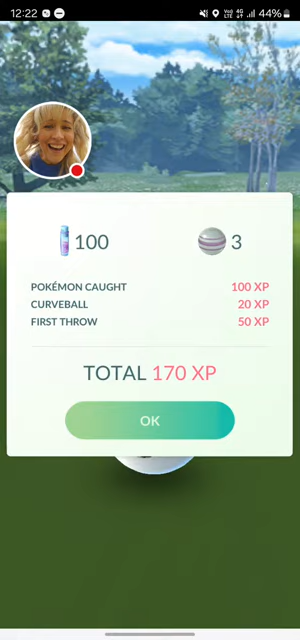 12:22
44%
100
3
POKÉMON CAUGHT 100 XP
CURVEBALL 20 XP
FIRST THROW 50 XP
TOTAL 170 XP
OK